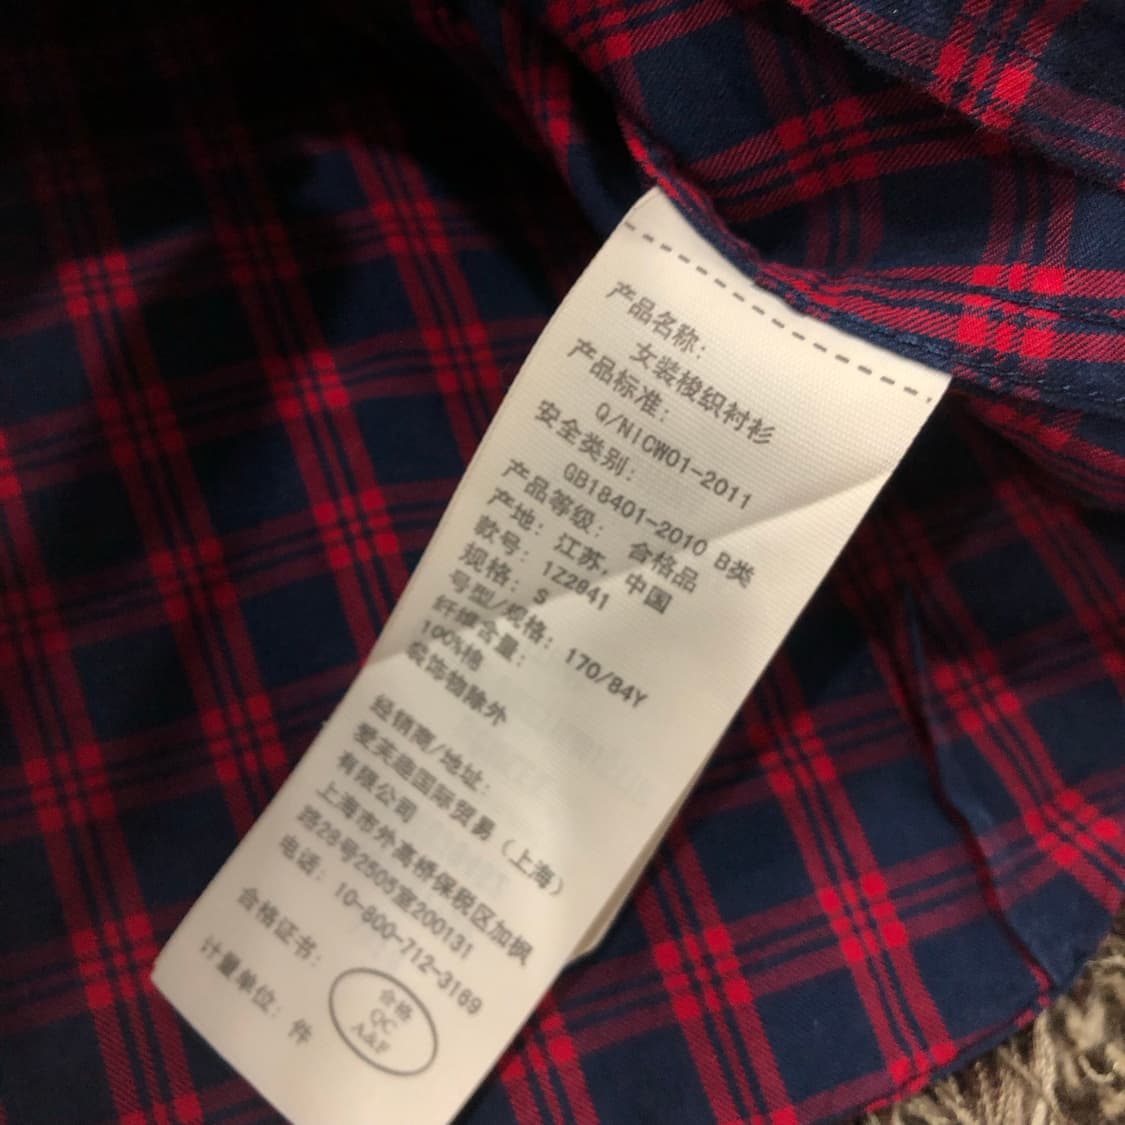 产品名称:
女装梭织衬衫
产品标准:
Q/NICW01-2011
安全类别:
GB18401-2010 B类
产品等级: 合格品
产地: 江苏, 中国
款号: 1Z2841
规格: S
号型/规格: 170/84Y
纤维含量:
100%棉
装饰物除外
经销商/地址:
爱芙迪国际贸易(上海)
有限公司
上海市外高桥保税区加枫
路28号2505室200131
电话: 10-800-712-3169
合格证书:
合格
QC
A&F
计量单位: 件